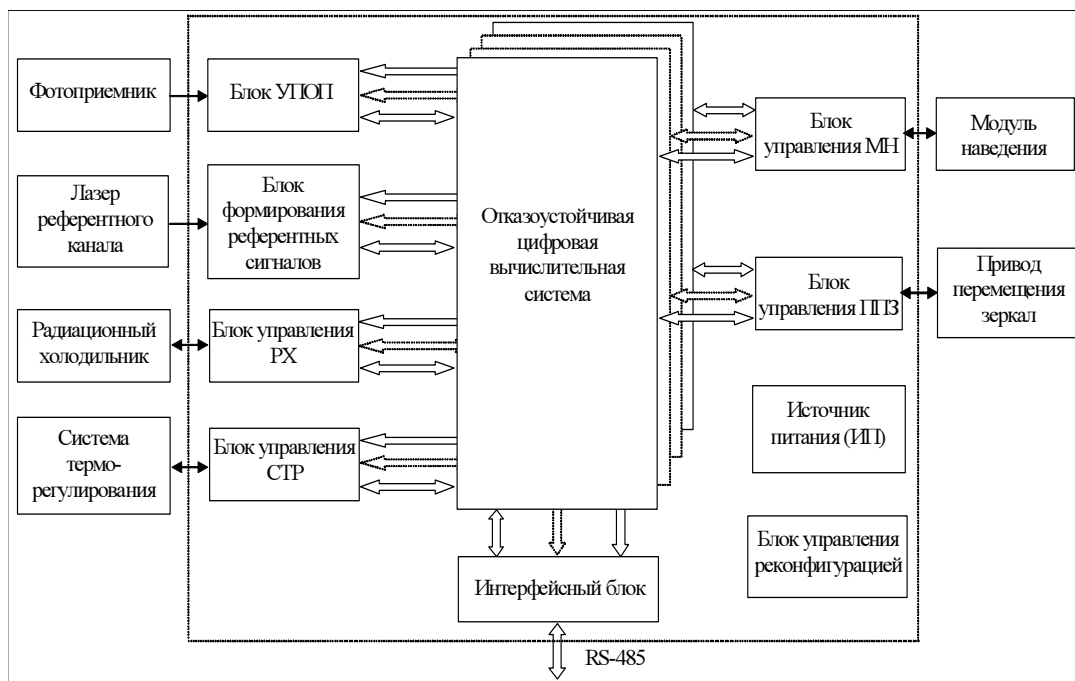 Фотоприемник
Блок УПОП
Лазер
референтного
канала
Блок
формирования
референтных
сигналов
Радиационный
холодильник
Блок управления
РХ
Система
термо-
регулирования
Блок управления
СТР
Отказоустойчивая
цифровая
вычислительная
система
Блок
управления МН
Модуль
наведения
Блок
управления ППЗ
Привод
перемещения
зеркал
Источник
питания (ИП)
Блок управления
реконфигурацией
Интерфейсный блок
RS-485